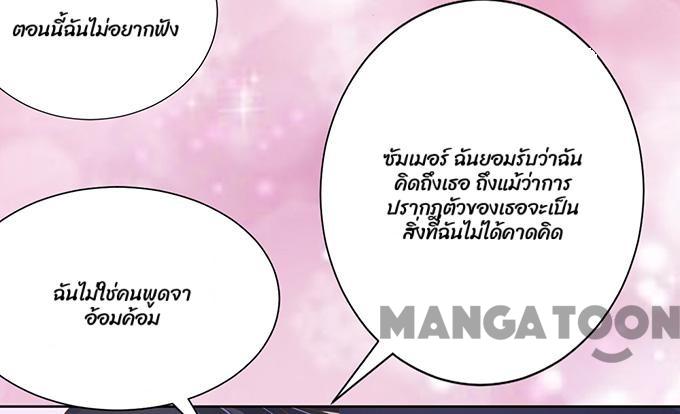 ตอนนี้ฉันไม่อยากฟัง
ซัมเมอร์ ฉันยอมรับว่าฉัน
คิดถึงเธอ ถึงแม้ว่าการ
ปรากฎตัวของเธอจะเป็น
สิ่งที่ฉันไม่ได้คาดคิด
ฉันไม่ใช่คนพูดจา
อ้อมค้อม
MANGATOON